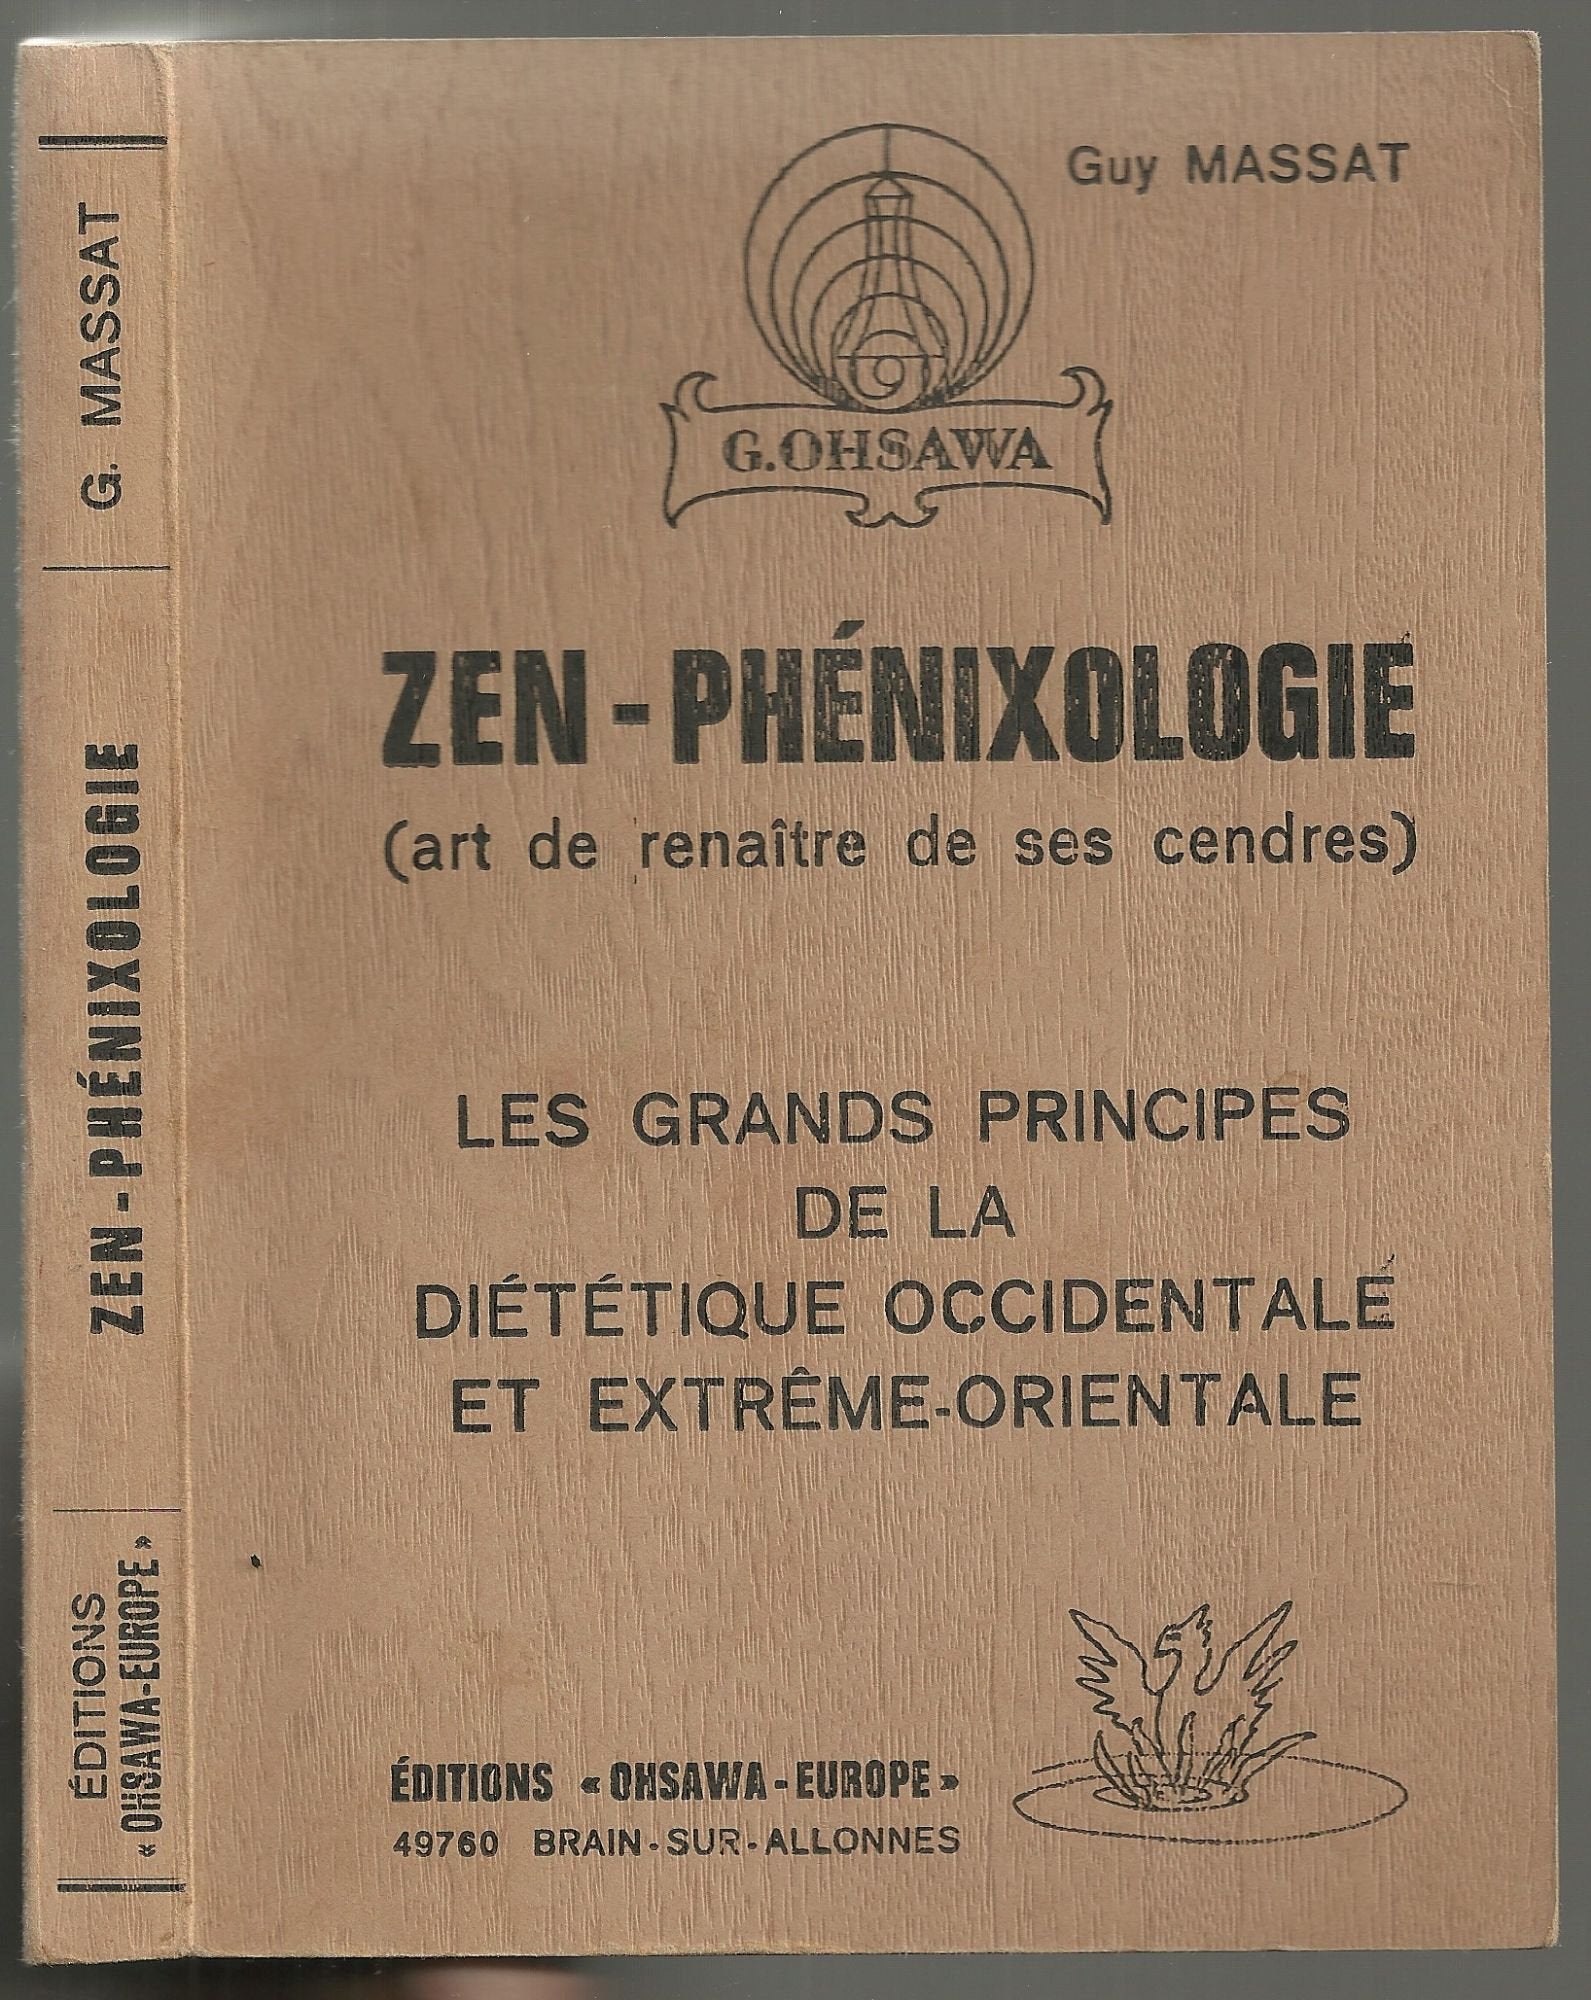 G. MASSAT
ZEN-PHÉNIXOLOGIE
ÉDITIONS
« OHSAWA-EUROPE »
Guy MASSAT
9
G.OHSAWA
ZEN-PHÉNIXOLOGIE
(art de renaître de ses cendres)
LES GRANDS PRINCIPES
DE LA
DIÉTÉTIQUE OCCIDENTALE
ET EXTRÊME-ORIENTALE
ÉDITIONS « OHSAWA-EUROPE »
49760 BRAIN-SUR-ALLONNES